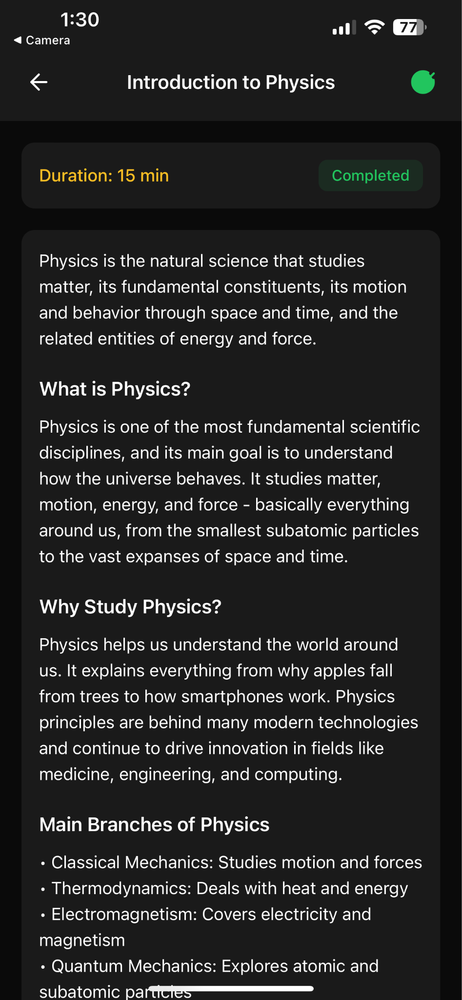 1:30
77
◀ Camera
Introduction to Physics
Duration: 15 min
Completed
Physics is the natural science that studies
matter, its fundamental constituents, its motion
and behavior through space and time, and the
related entities of energy and force.
What is Physics?
Physics is one of the most fundamental scientific
disciplines, and its main goal is to understand
how the universe behaves. It studies matter,
motion, energy, and force - basically everything
around us, from the smallest subatomic particles
to the vast expanses of space and time.
Why Study Physics?
Physics helps us understand the world around
us. It explains everything from why apples fall
from trees to how smartphones work. Physics
principles are behind many modern technologies
and continue to drive innovation in fields like
medicine, engineering, and computing.
Main Branches of Physics
• Classical Mechanics: Studies motion and forces
• Thermodynamics: Deals with heat and energy
• Electromagnetism: Covers electricity and
magnetism
• Quantum Mechanics: Explores atomic and
subatomic particles